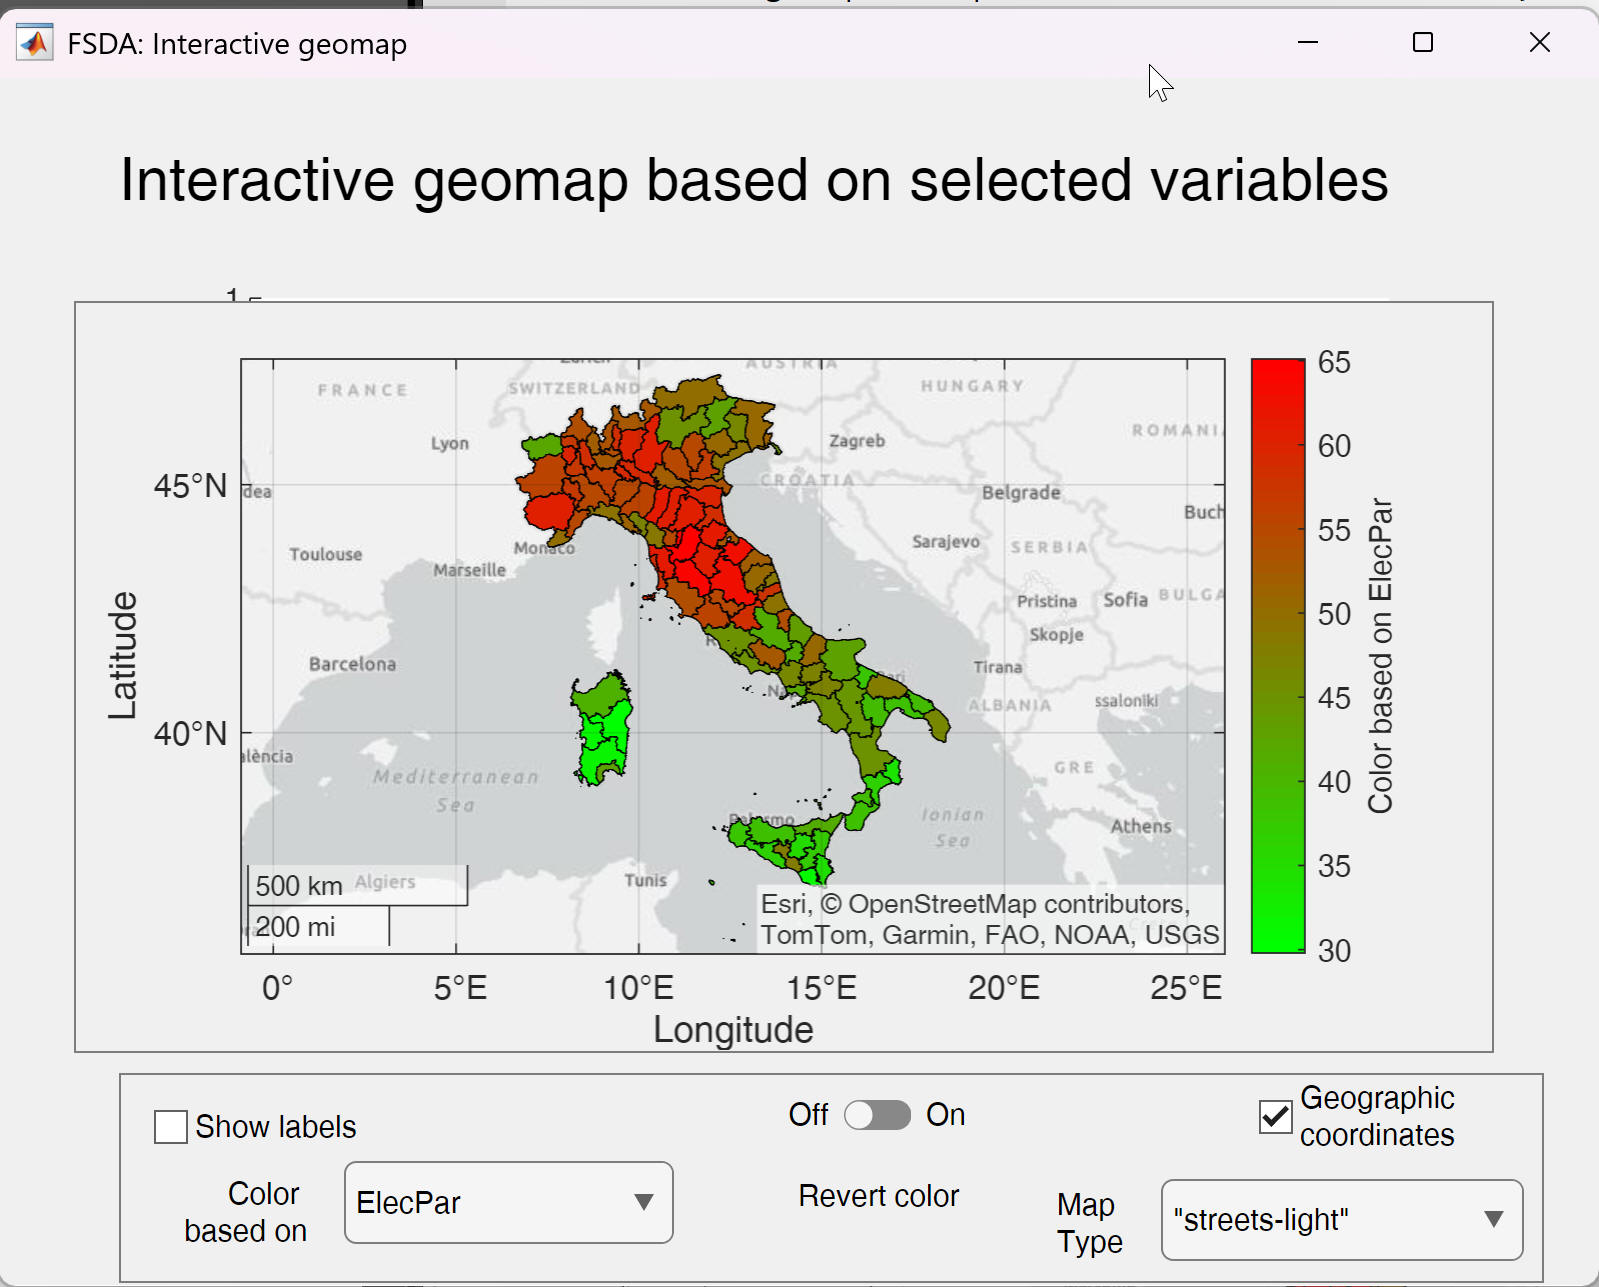 FSDA: Interactive geomap
Interactive geomap based on selected variables
1
AUSTRIA
FRANCE
SWITZERLAND
HUNGARY
Lyon
Zagreb
ROMANI
45°N
dea
CROATIA
Belgrade
Buch
Toulouse
Monaco
Marseille
Sarajevo
SERBIA
Pristina
Sofia
BULGA
Skopje
Barcelona
Tirana
ALBANIA
ssaloniki
40°N
alència
Mediterranean
Sea
GRE
Palermo
Ionian
Sea
Athens
Algiers
Tunis
500 km
200 mi
Esri, © OpenStreetMap contributors,
TomTom, Garmin, FAO, NOAA, USGS
0°
5°E
10°E
15°E
20°E
25°E
Longitude
Latitude
65
60
55
50
45
40
35
30
Color based on ElecPar
Show labels
Off
On
Geographic
coordinates
Color
based on
ElecPar
Revert color
Map
Type
"streets-light"